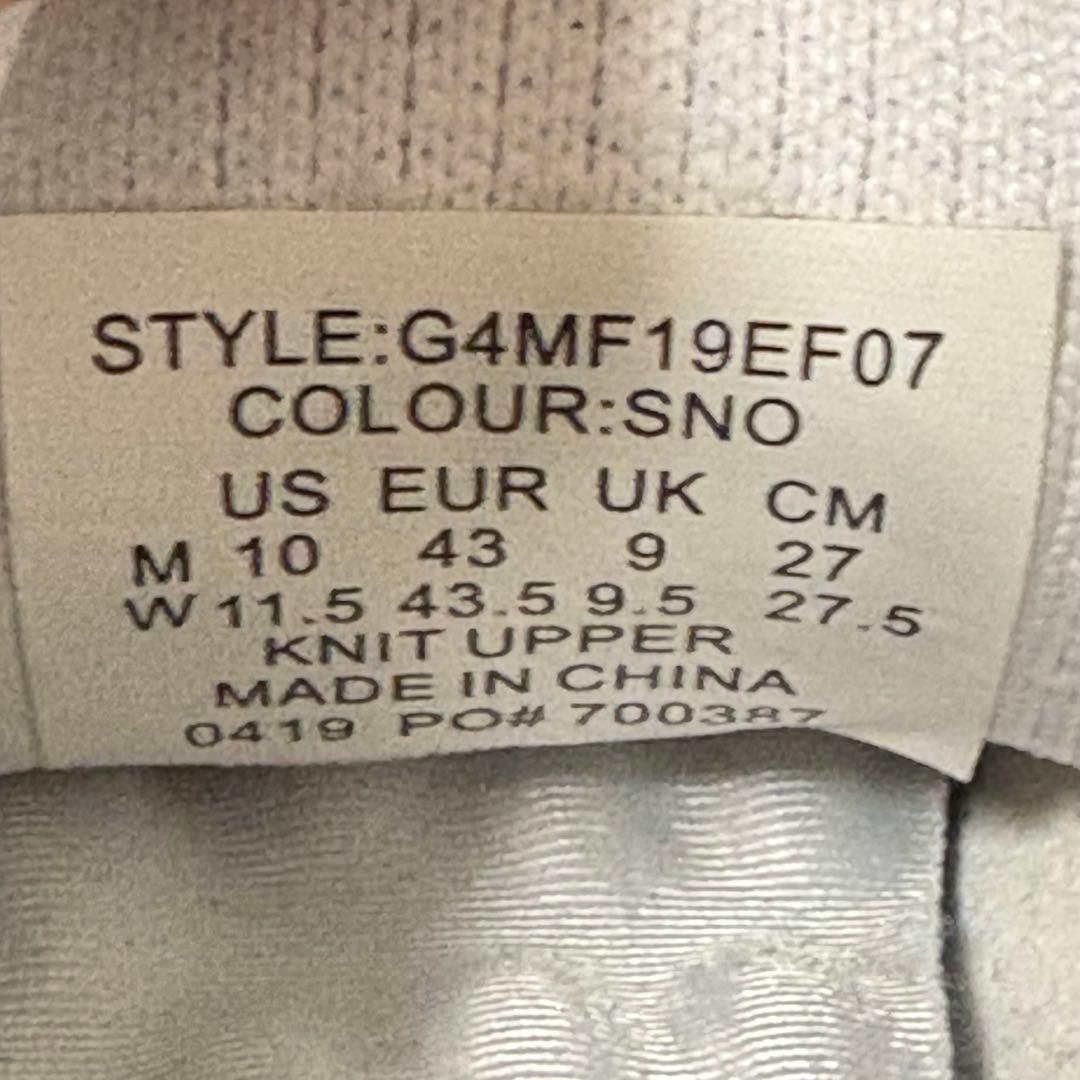 STYLE:G4MF19EF07
COLOUR:SNO
US EUR UK CM
M 10 43 9 27
W 11.5 43.5 9.5 27.5
KNIT UPPER
MADE IN CHINA
0419 PO# 700387